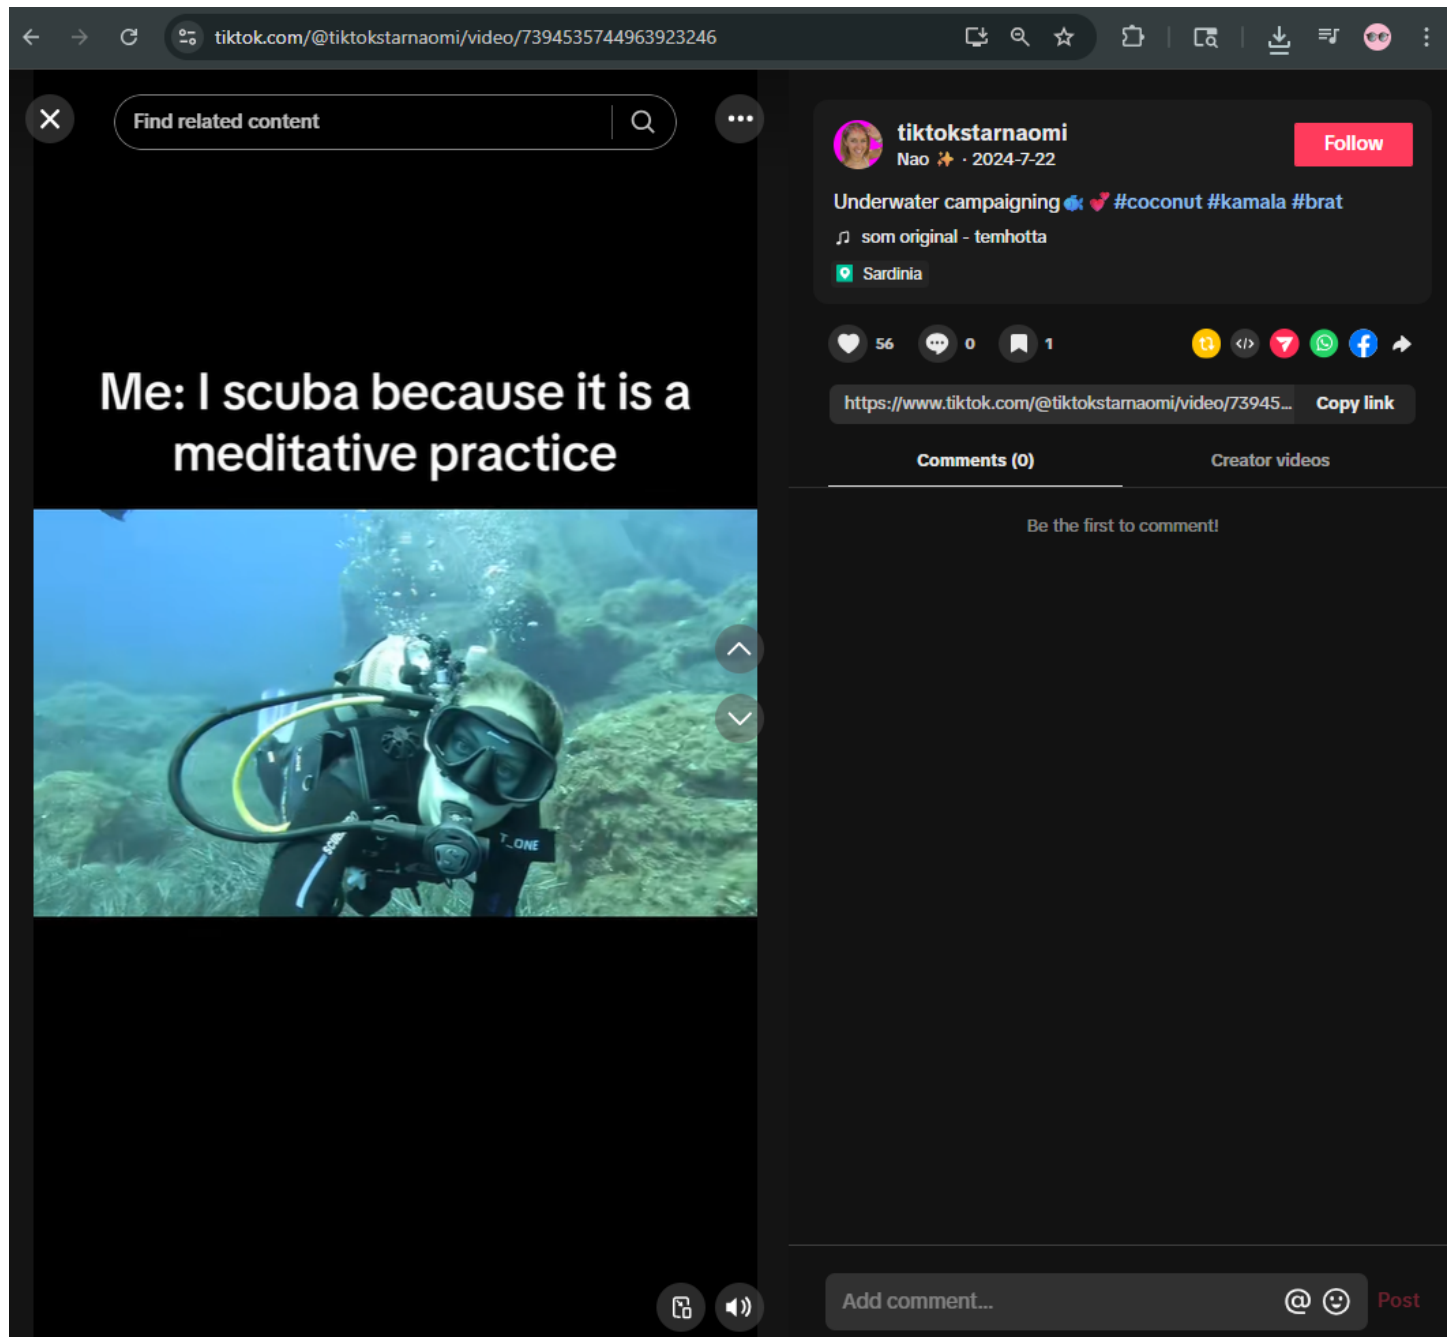 tiktok.com/@tiktokstarnaomi/video/7394535744963923246
Find related content
Me: I scuba because it is a
meditative practice
T_ONE
tiktokstarnaomi
Nao ✨ · 2024-7-22
Follow
Underwater campaigning 🐟 💕 #coconut #kamala #brat
♫ som original - temhotta
Sardinia
56
0
1
https://www.tiktok.com/@tiktokstarnaomi/video/73945...
Copy link
Comments (0)
Creator videos
Be the first to comment!
Add comment...
Post